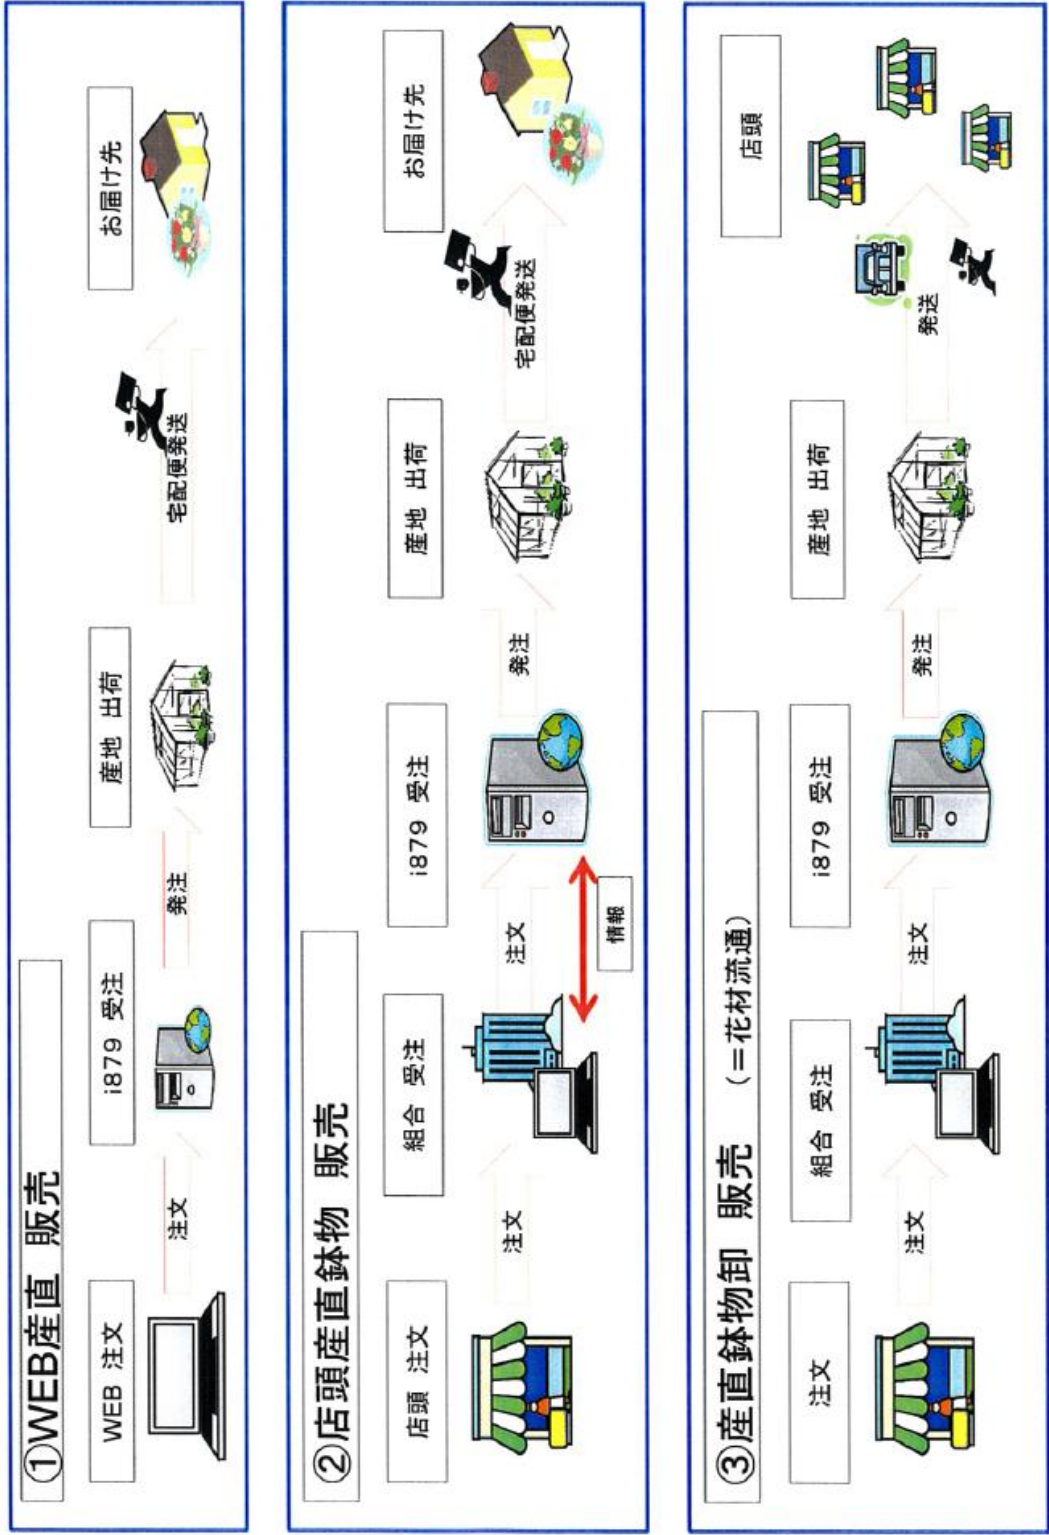 ①WEB産直 販売
WEB 注文
注文
i879 受注
発注
産地 出荷
宅配便発送
お届け先
②店頭産直鉢物 販売
店頭 注文
注文
組合 受注
注文
情報
i879 受注
発注
産地 出荷
宅配便発送
お届け先
③産直鉢物卸 販売 (=花材流通)
注文
注文
組合 受注
注文
i879 受注
発注
産地 出荷
発送
店頭